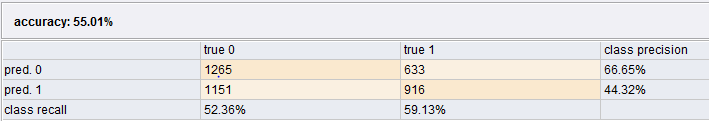 accuracy: 55.01%
true 0 true 1 class precision
pred. 0 1265 633 66.65%
pred. 1 1151 916 44.32%
class recall 52.36% 59.13%